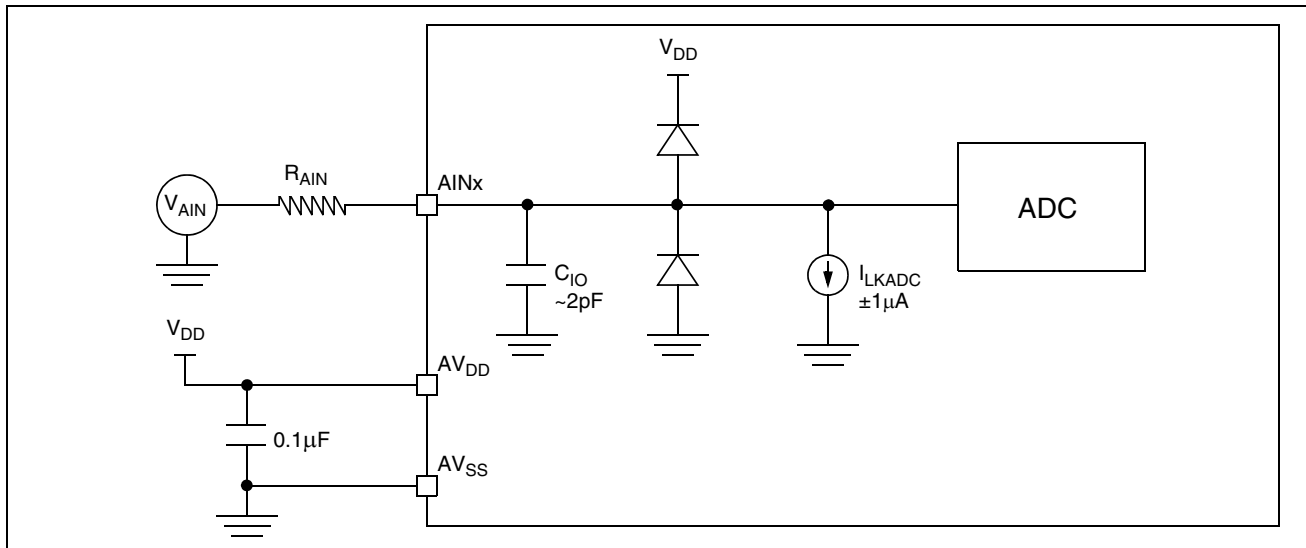 V_DD
R_AIN
AINx
V_AIN
ADC
C_IO
~2pF
I_LKADC
±1μA
V_DD
AV_DD
0.1μF
AV_SS